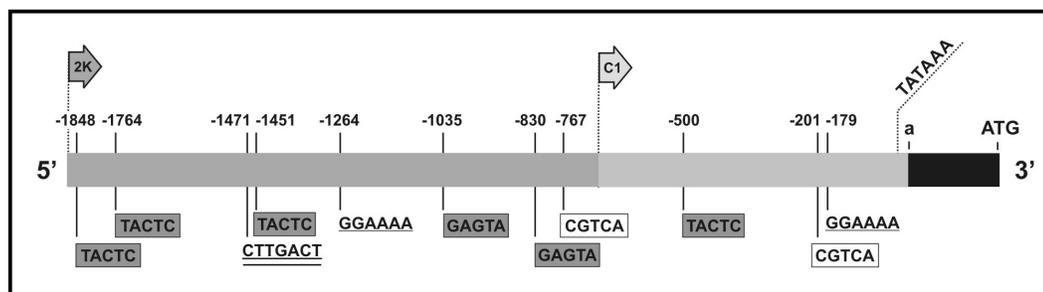 2K
C1
TATAAA
-1848 -1764 -1471 -1451 -1264 -1035 -830 -767 -500 -201 -179 a ATG
5’ 3’
TACTC TACTC GGAAAA GAGTA CGTCA TACTC GGAAAA
TACTC CTTGACT GAGTA CGTCA